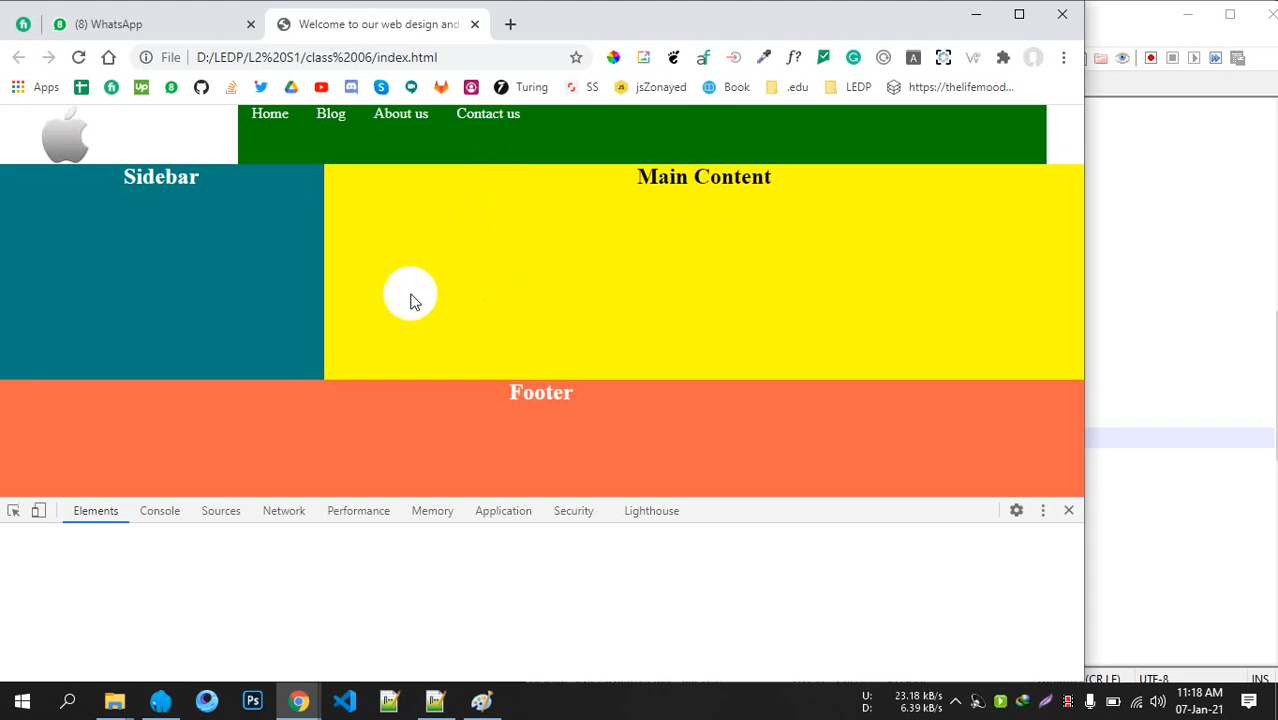 (8) WhatsApp
Welcome to our web design and
File D:/LEDP/L2%20S1/class%2006/index.html
Apps
Turing
SS
jsZonayed
Book
.edu
LEDP
https://thelifemood...
Home Blog About us Contact us
Sidebar
Main Content
Footer
Elements Console Sources Network Performance Memory Application Security Lighthouse
(CR LF) UTF-8 INS
U: 23.18 kB/s
D: 6.39 kB/s
11:18 AM
07-Jan-21